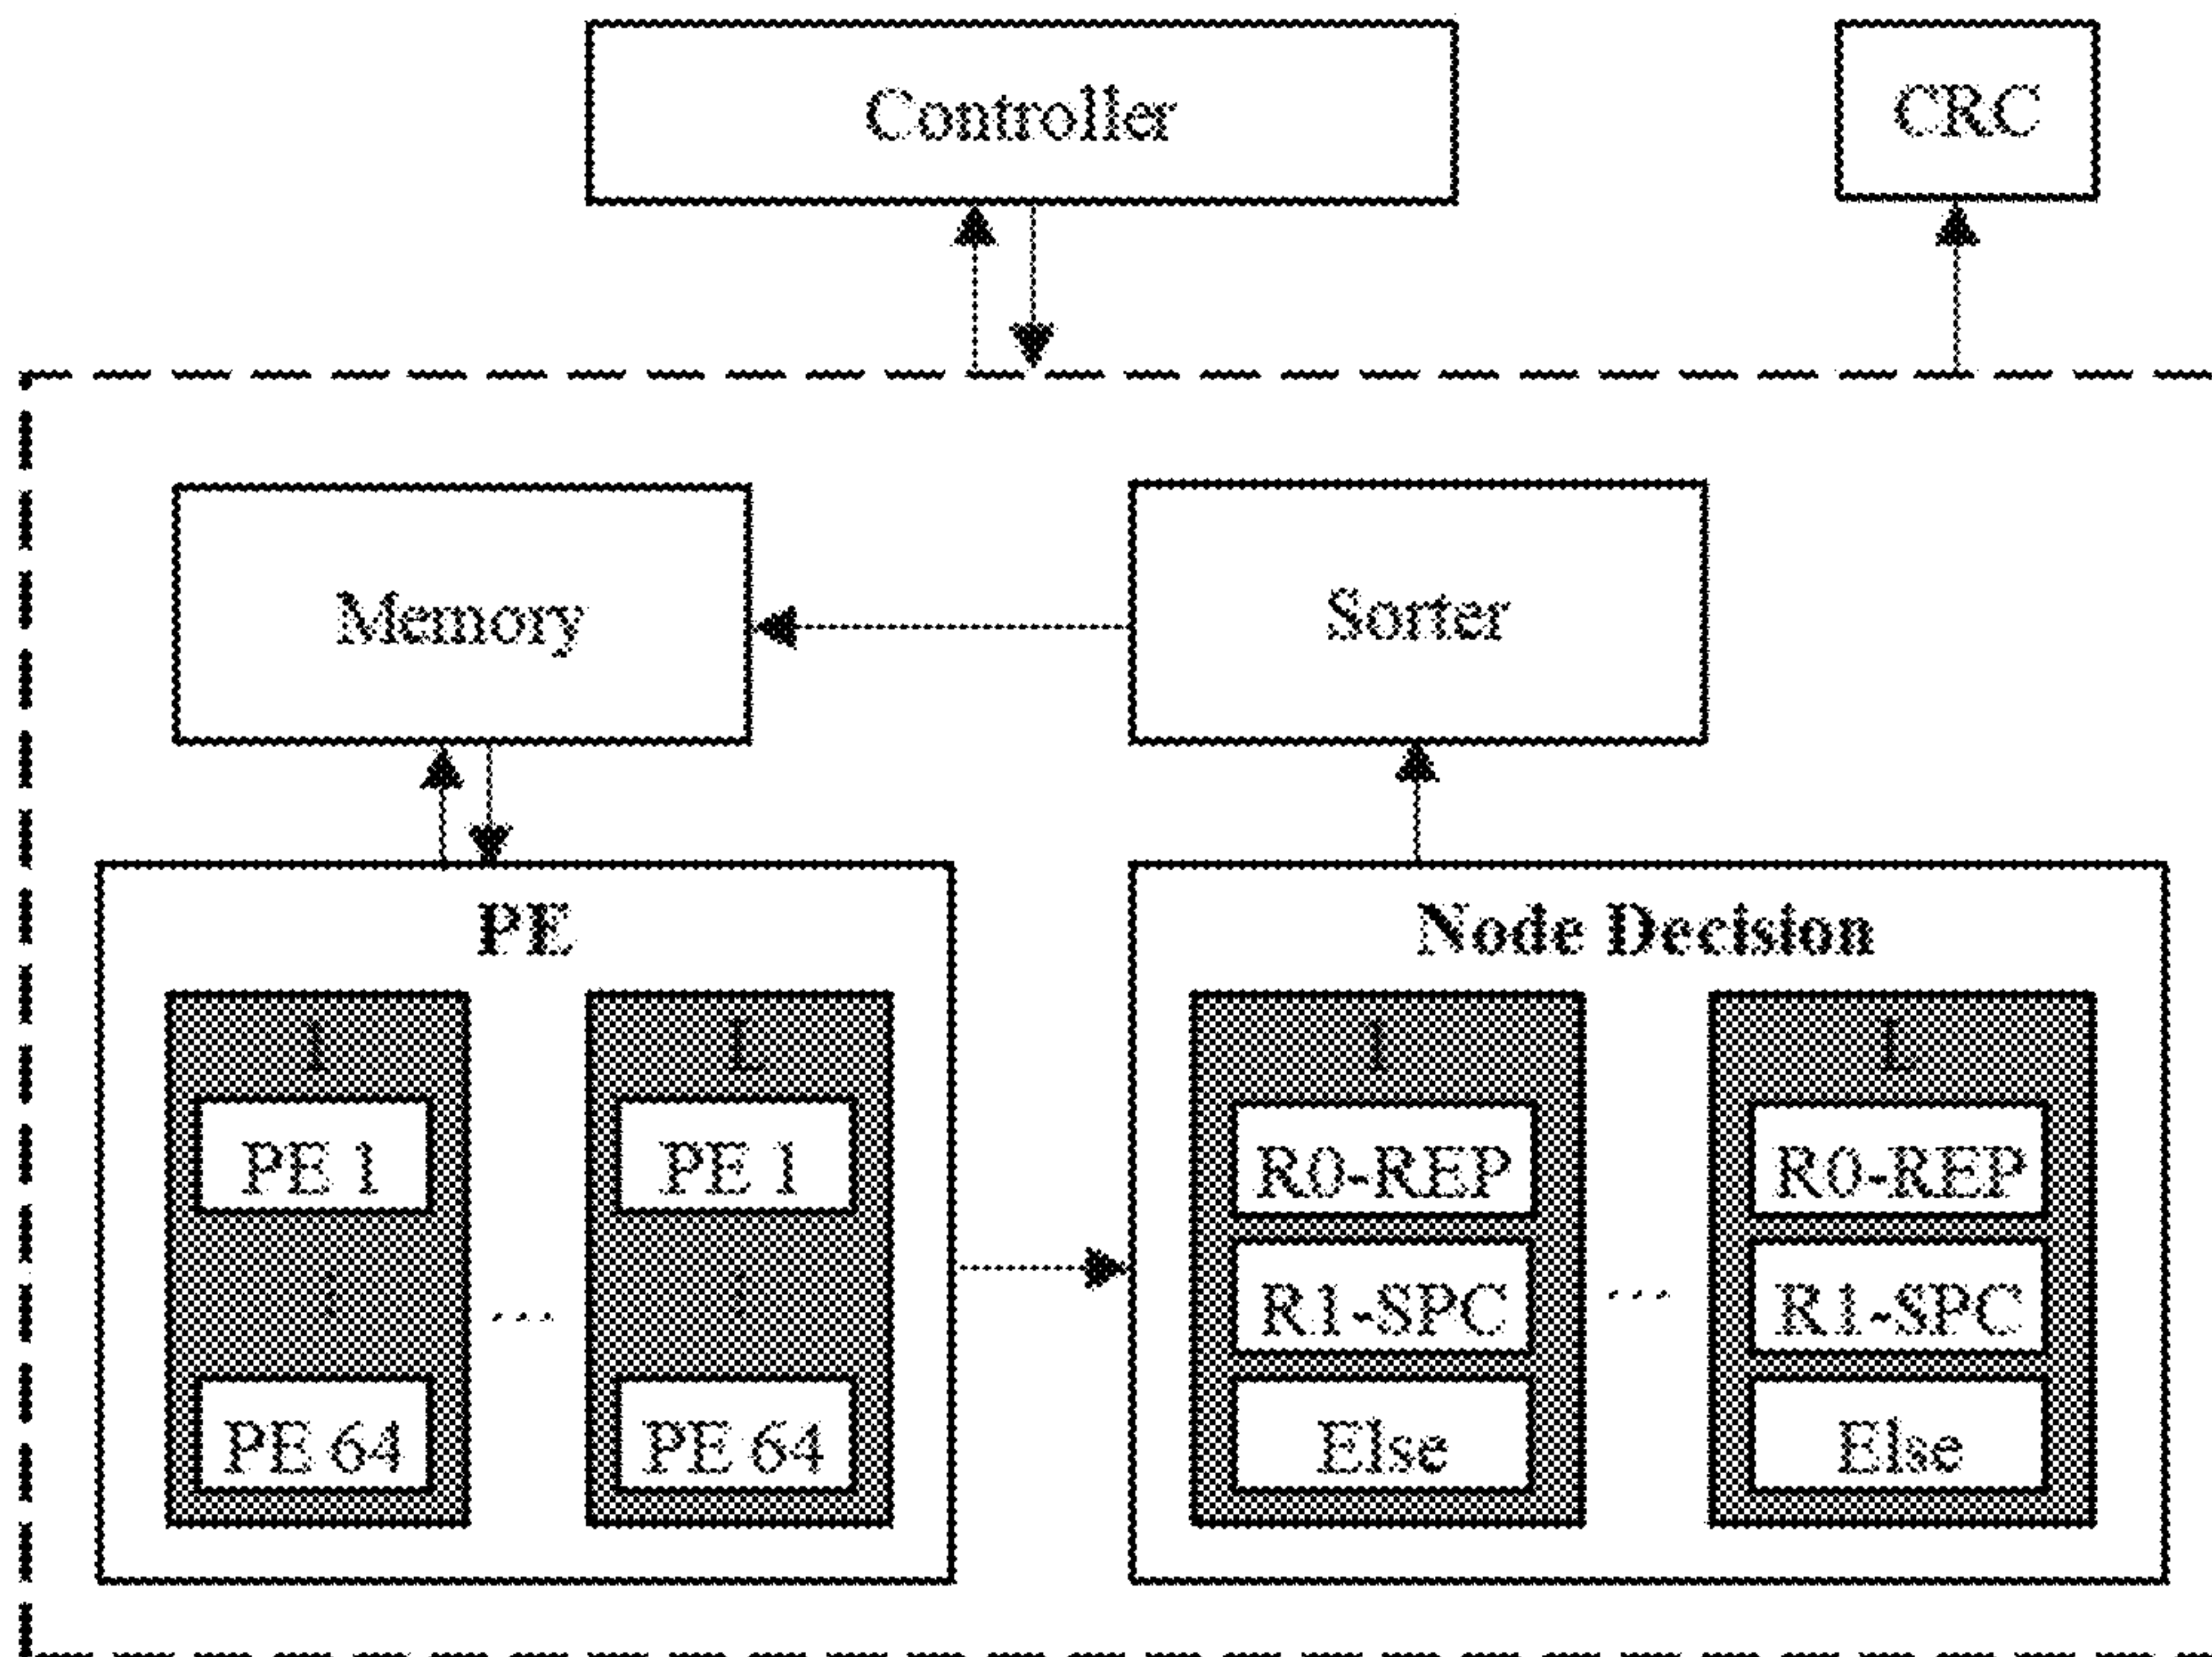 Controller
CRC
Memory
Sorter
PE
1
PE 1
⋮
PE 64
...
L
PE 1
⋮
PE 64
Node Decision
1
R0-REP
R1-SPC
Else
...
L
R0-REP
R1-SPC
Else